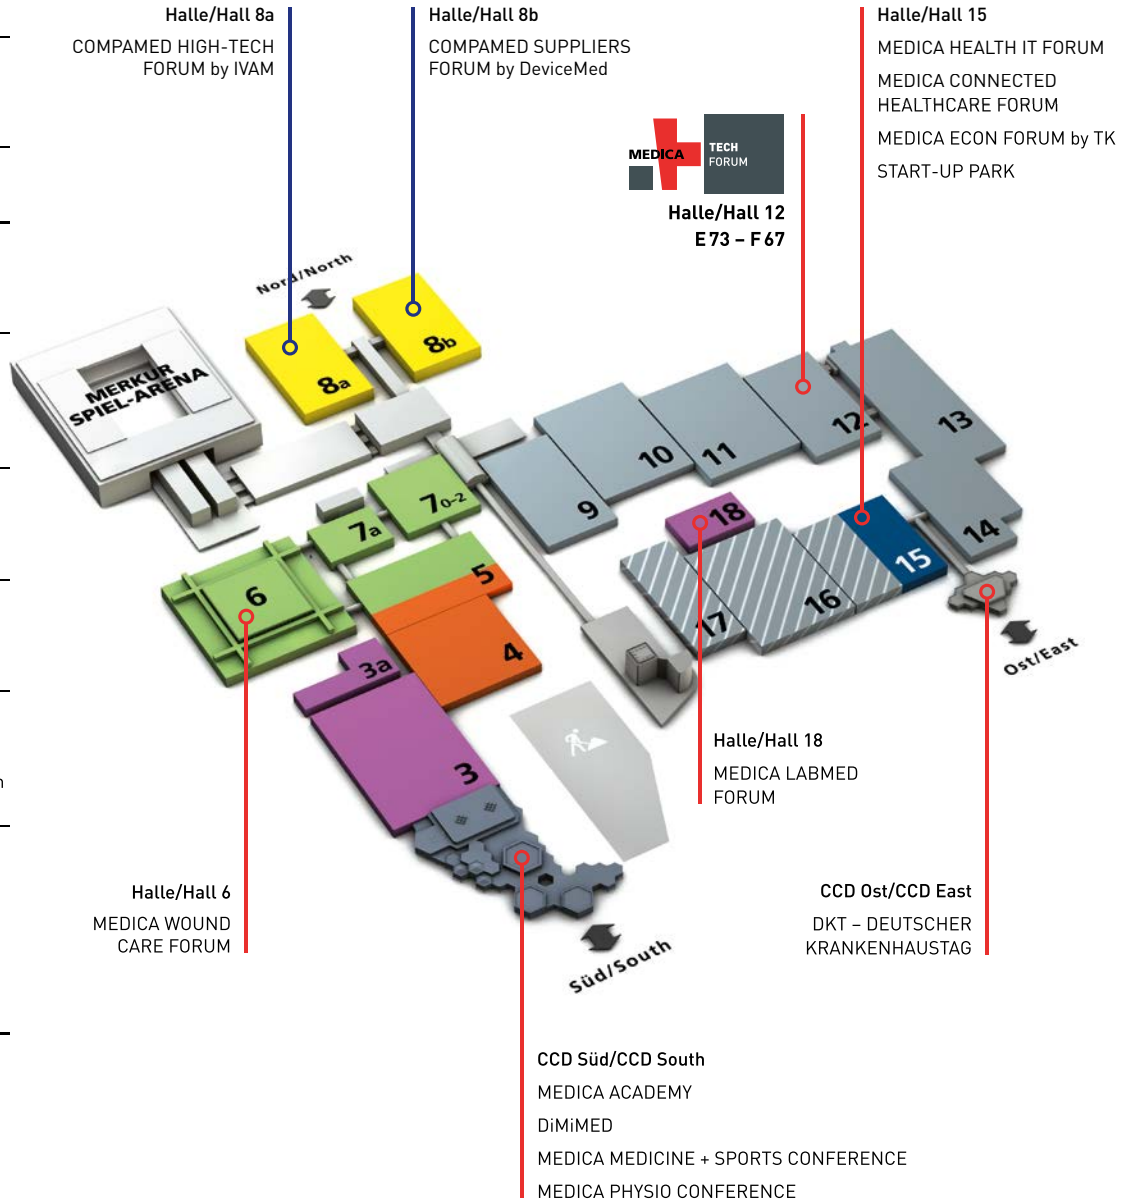 Halle/Hall 8a
COMPAMED HIGH-TECH
FORUM by IVAM
Halle/Hall 8b
COMPAMED SUPPLIERS
FORUM by DeviceMed
Halle/Hall 15
MEDICA HEALTH IT FORUM
MEDICA CONNECTED
HEALTHCARE FORUM
MEDICA ECON FORUM by TK
START-UP PARK
MEDICA
TECH
FORUM
Halle/Hall 12
E 73 – F 67
Nord/North
MERKUR
SPIEL-ARENA
8a
8b
9
10
11
12
13
14
15
16
17
18
7a
7 0–2
6
5
4
3a
3
Ost/East
Halle/Hall 18
MEDICA LABMED
FORUM
n
Halle/Hall 6
MEDICA WOUND
CARE FORUM
CCD Ost/CCD East
DKT – DEUTSCHER
KRANKENHAUSTAG
Süd/South
CCD Süd/CCD South
MEDICA ACADEMY
DiMiMED
MEDICA MEDICINE + SPORTS CONFERENCE
MEDICA PHYSIO CONFERENCE